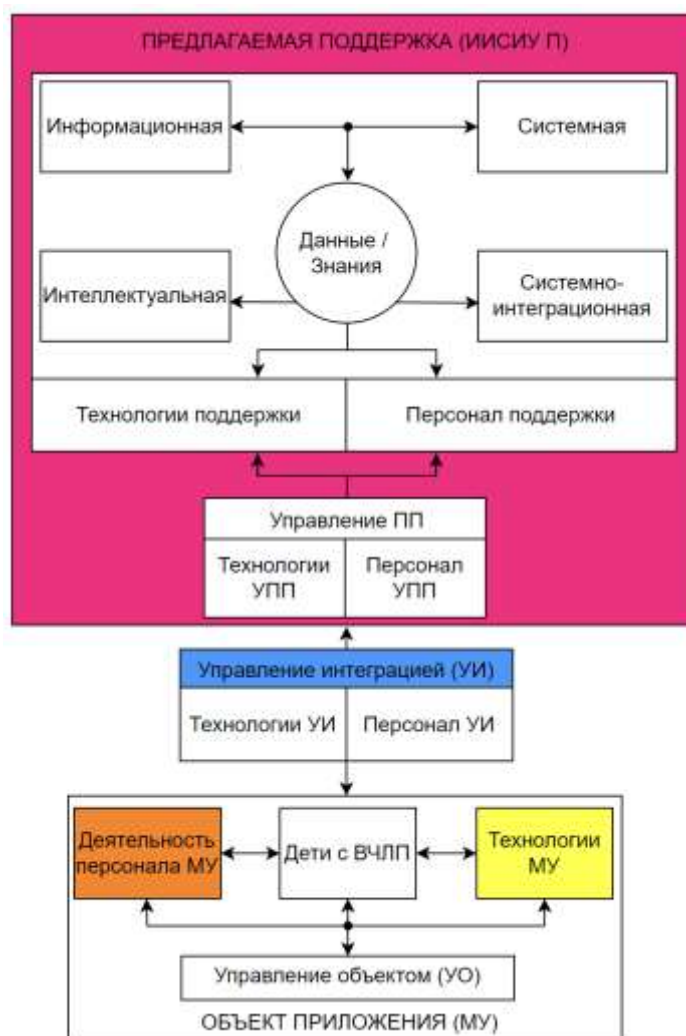 ПРЕДЛАГАЕМАЯ ПОДДЕРЖКА (ИИСИУ П)
Информационная
Системная
Данные /
Знания
Интеллектуальная
Системно-
интеграционная
Технологии поддержки
Персонал поддержки
Управление ПП
Технологии
УПП
Персонал
УПП
Управление интеграцией (УИ)
Технологии УИ
Персонал УИ
Деятельность
персонала МУ
Дети с ВЧЛП
Технологии
МУ
Управление объектом (УО)
ОБЪЕКТ ПРИЛОЖЕНИЯ (МУ)